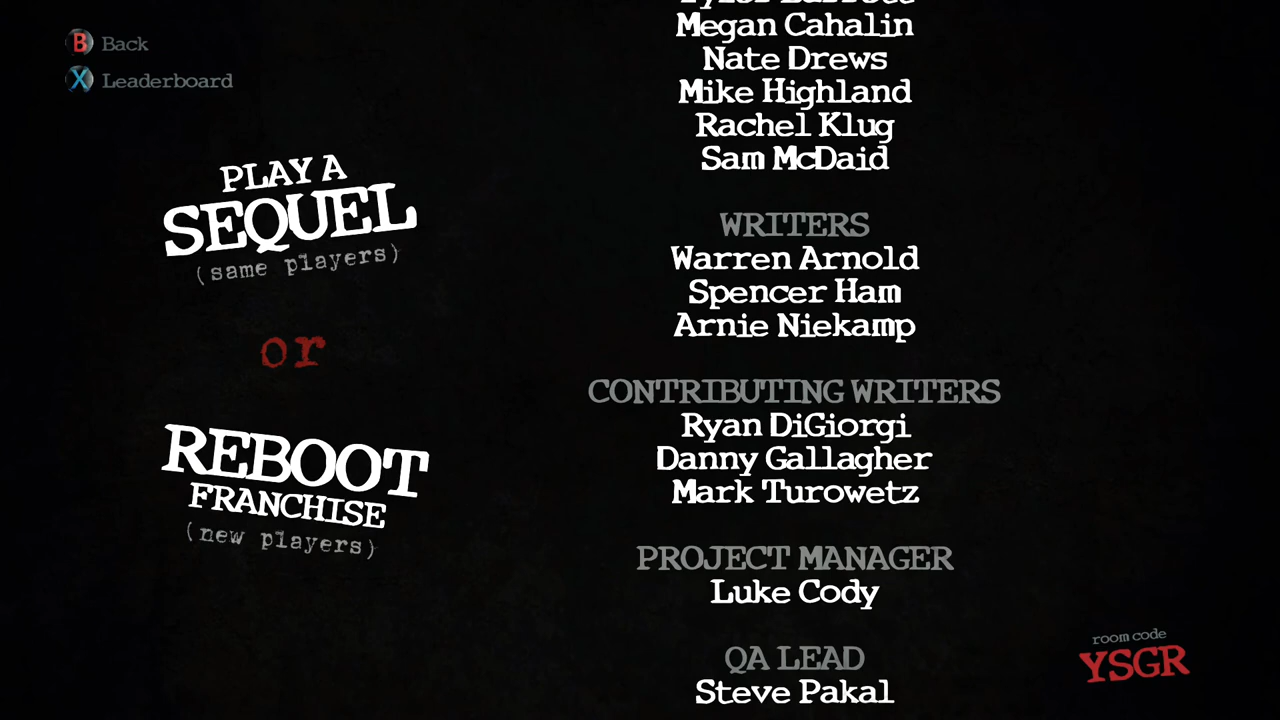 Back
Leaderboard
PLAY A
SEQUEL
(same players)
or
REBOOT
FRANCHISE
(new players)
Megan Cahalin
Nate Drews
Mike Highland
Rachel Klug
Sam McDaid
WRITERS
Warren Arnold
Spencer Ham
Arnie Niekamp
CONTRIBUTING WRITERS
Ryan DiGiorgi
Danny Gallagher
Mark Turowetz
PROJECT MANAGER
Luke Cody
QA LEAD
Steve Pakal
room code
YSGR